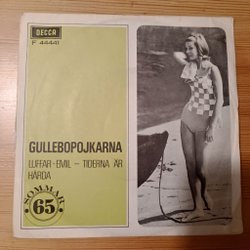 DECCA
F 44441
GULLEBOPOJKARNA
LUFFAR-EMIL – TIDERNA ÄR
HÅRDA
SOMMAR
65